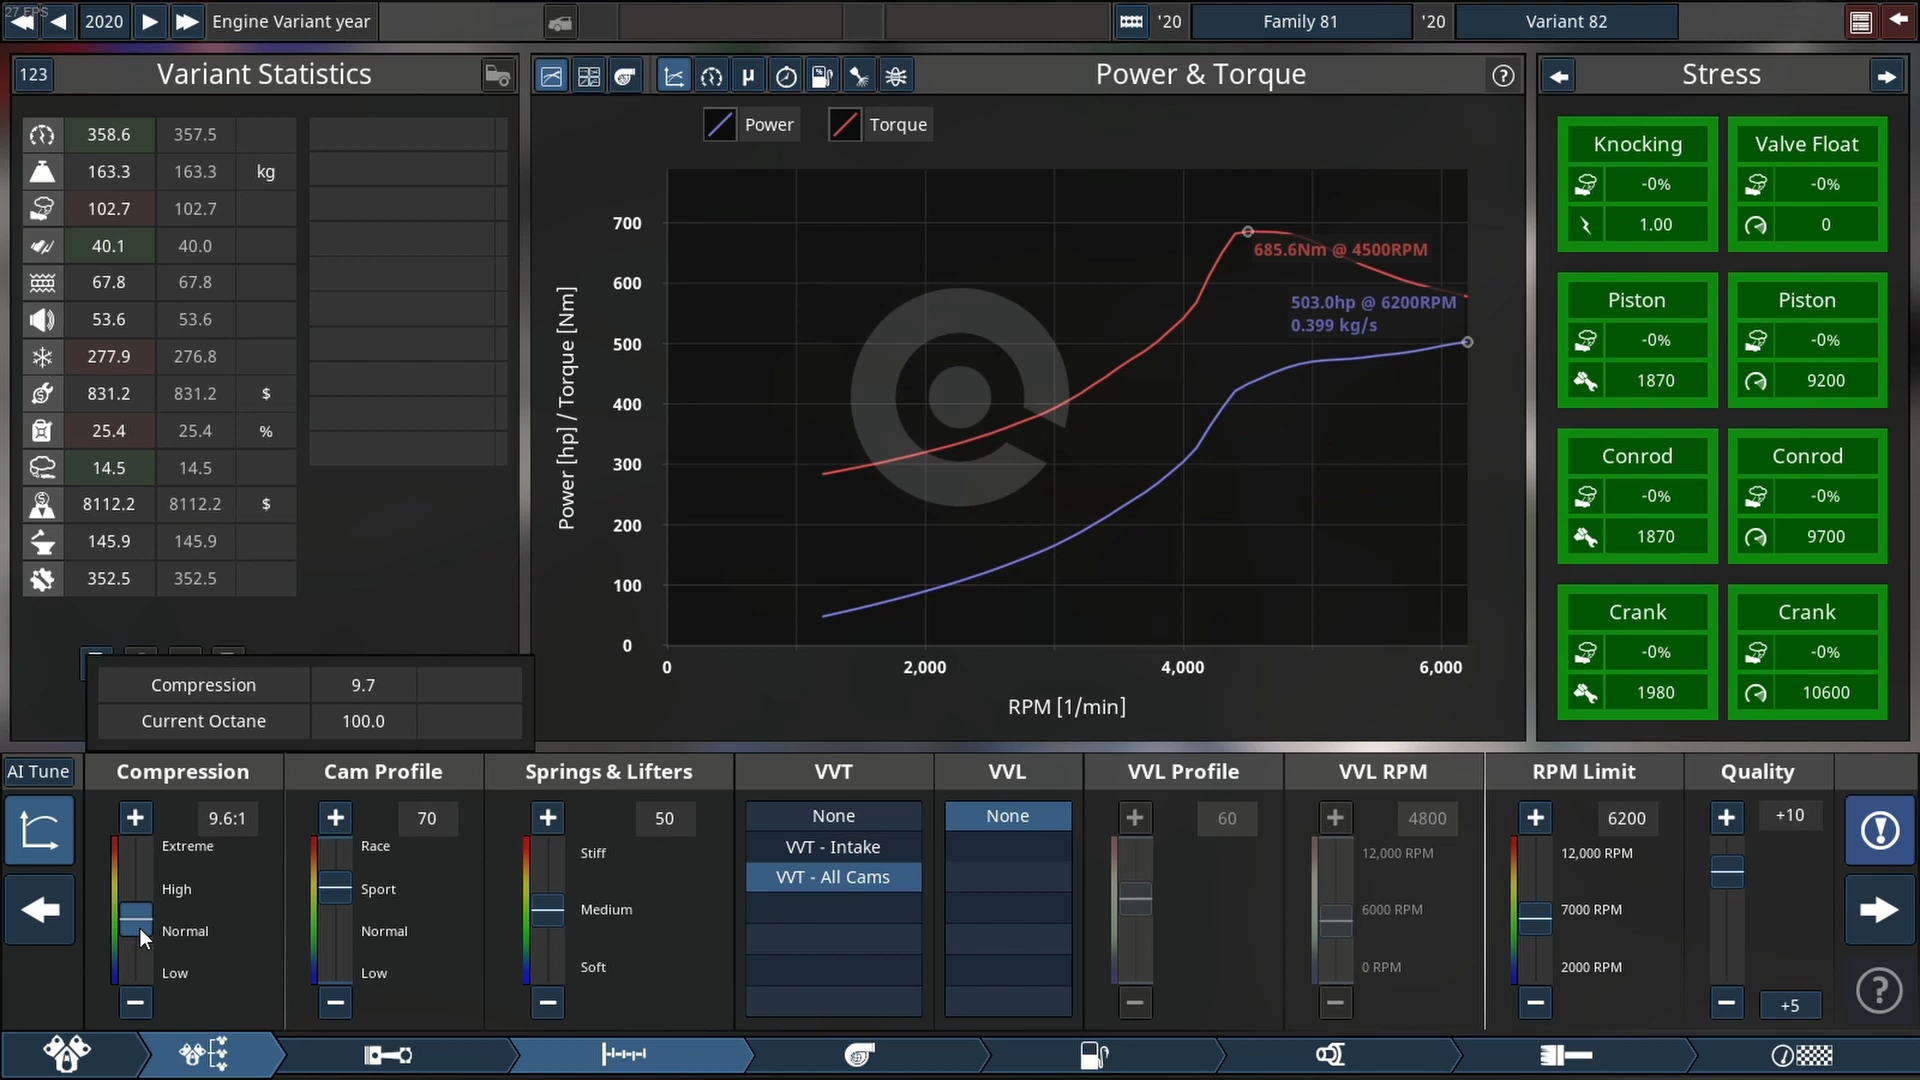 27 FPS
2020
Engine Variant year
'20
Family 81
'20
Variant 82
123
Variant Statistics
358.6 357.5
163.3 163.3 kg
102.7 102.7
40.1 40.0
67.8 67.8
53.6 53.6
277.9 276.8
831.2 831.2 $
25.4 25.4 %
14.5 14.5
8112.2 8112.2 $
145.9 145.9
352.5 352.5
Compression 9.7
Current Octane 100.0
μ
Power & Torque
?
Power
Torque
700
600
500
400
300
200
100
0
Power [hp] / Torque [Nm]
685.6Nm @ 4500RPM
503.0hp @ 6200RPM
0.399 kg/s
0 2,000 4,000 6,000
RPM [1/min]
Stress
Knocking
-0%
1.00
Valve Float
-0%
0
Piston
-0%
1870
Piston
-0%
9200
Conrod
-0%
1870
Conrod
-0%
9700
Crank
-0%
1980
Crank
-0%
10600
AI Tune
Compression
9.6:1
Extreme
High
Normal
Low
Cam Profile
70
Race
Sport
Normal
Low
Springs & Lifters
50
Stiff
Medium
Soft
VVT
None
VVT - Intake
VVT - All Cams
VVL
None
VVL Profile
60
VVL RPM
4800
12,000 RPM
6000 RPM
0 RPM
RPM Limit
6200
12,000 RPM
7000 RPM
2000 RPM
Quality
+10
+5
?